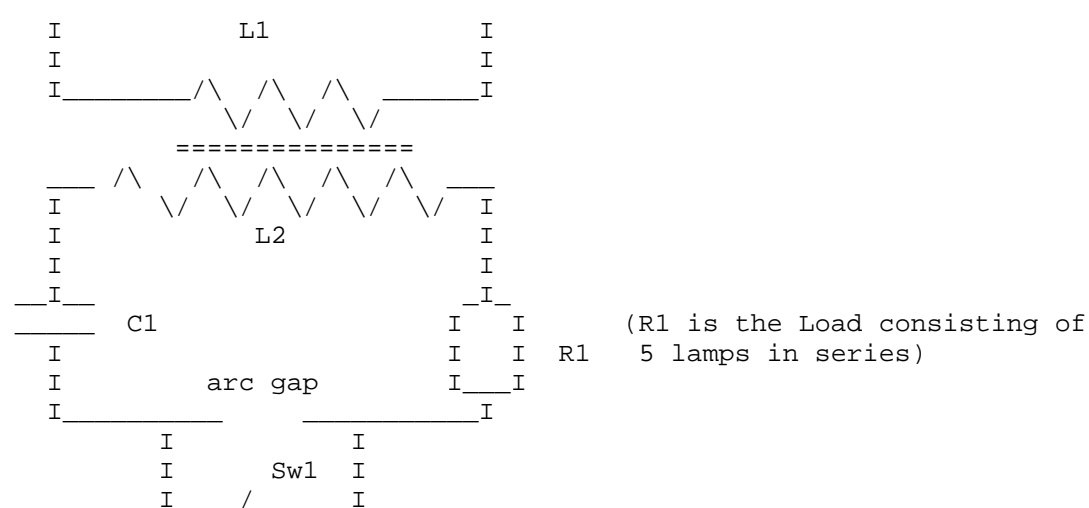 L1
L2
C1 (R1 is the Load consisting of
R1 5 lamps in series)
arc gap
Sw1